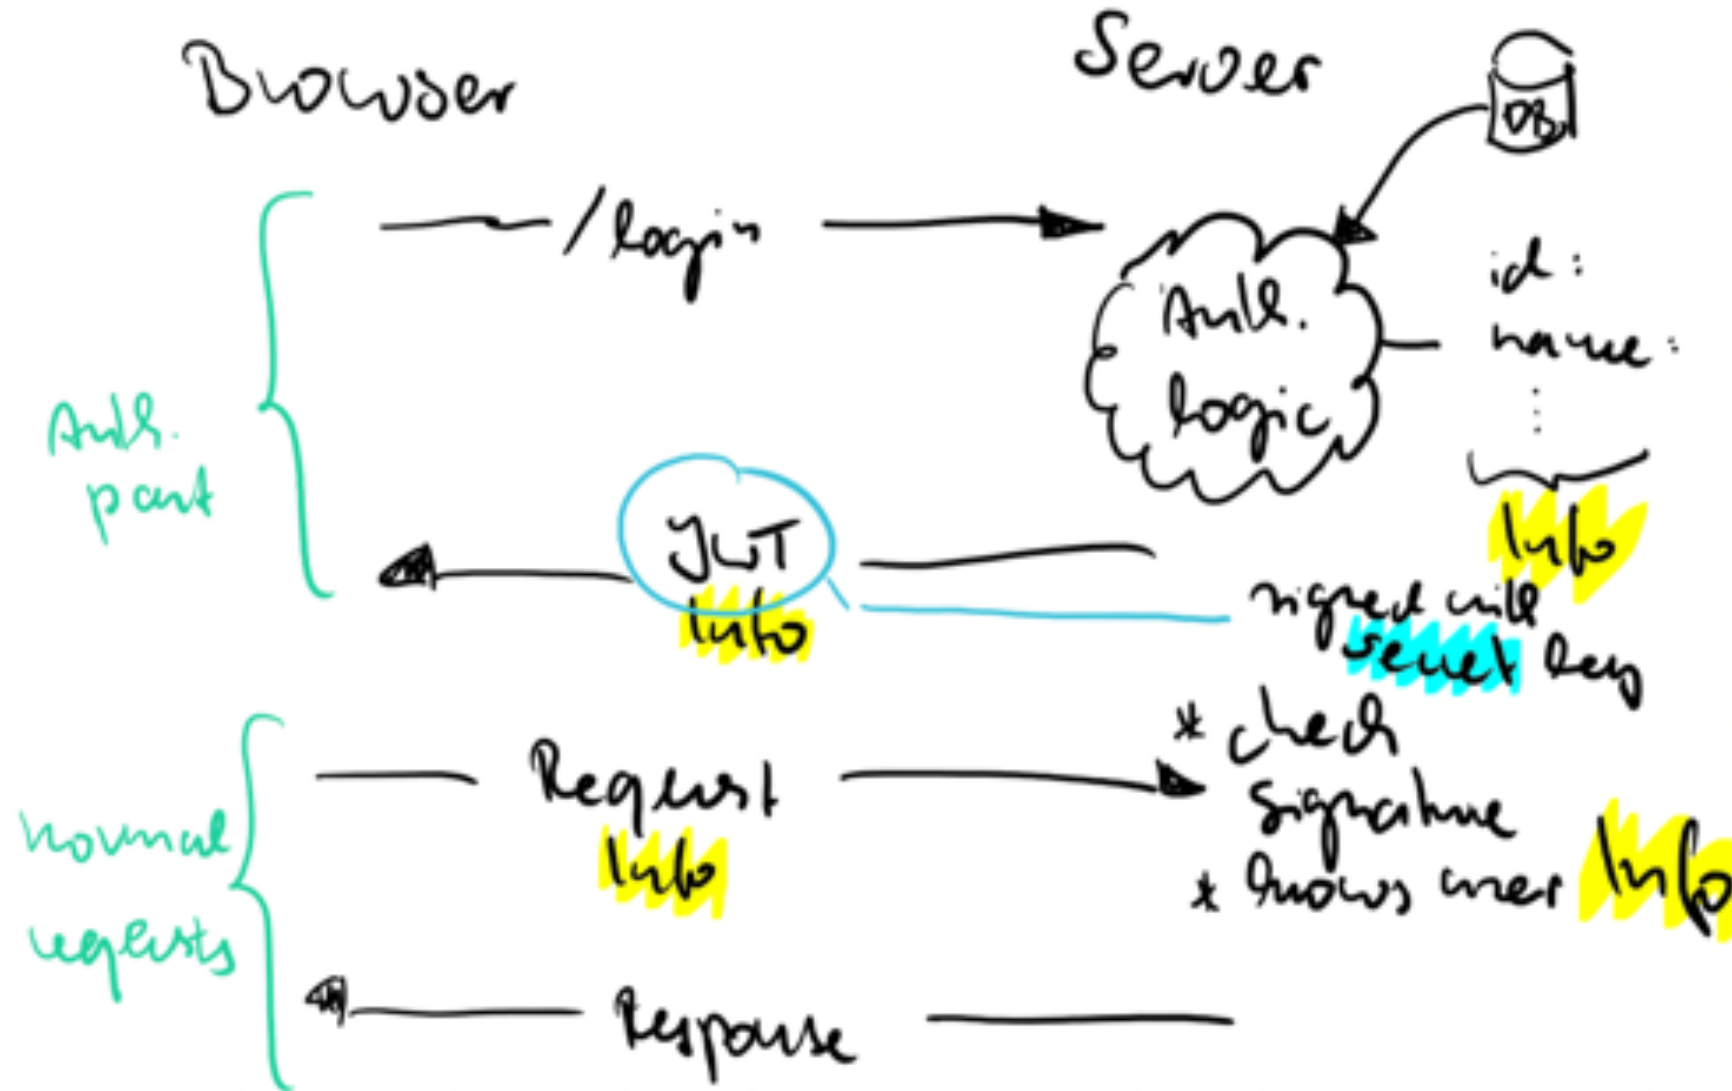 Browser
Server
DB
/login
id:
name:
Auth.
logic
Auth.
part
Info
JWT
Info
signed with
secret key
* check
signature
* knows user Info
Request
Info
normal
requests
Response